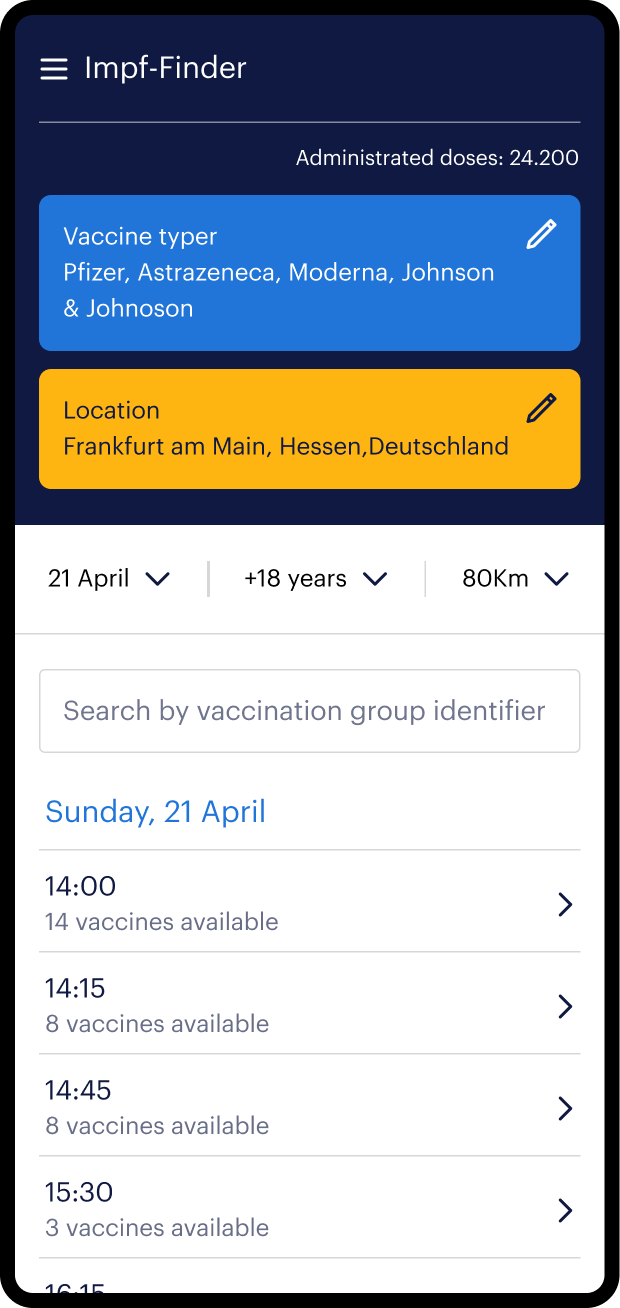 Impf-Finder
Administrated doses: 24.200
Vaccine typer
Pfizer, Astrazeneca, Moderna, Johnson
& Johnoson
Location
Frankfurt am Main, Hessen,Deutschland
21 April
+18 years
80Km
Search by vaccination group identifier
Sunday, 21 April
14:00
14 vaccines available
14:15
8 vaccines available
14:45
8 vaccines available
15:30
3 vaccines available
16:15